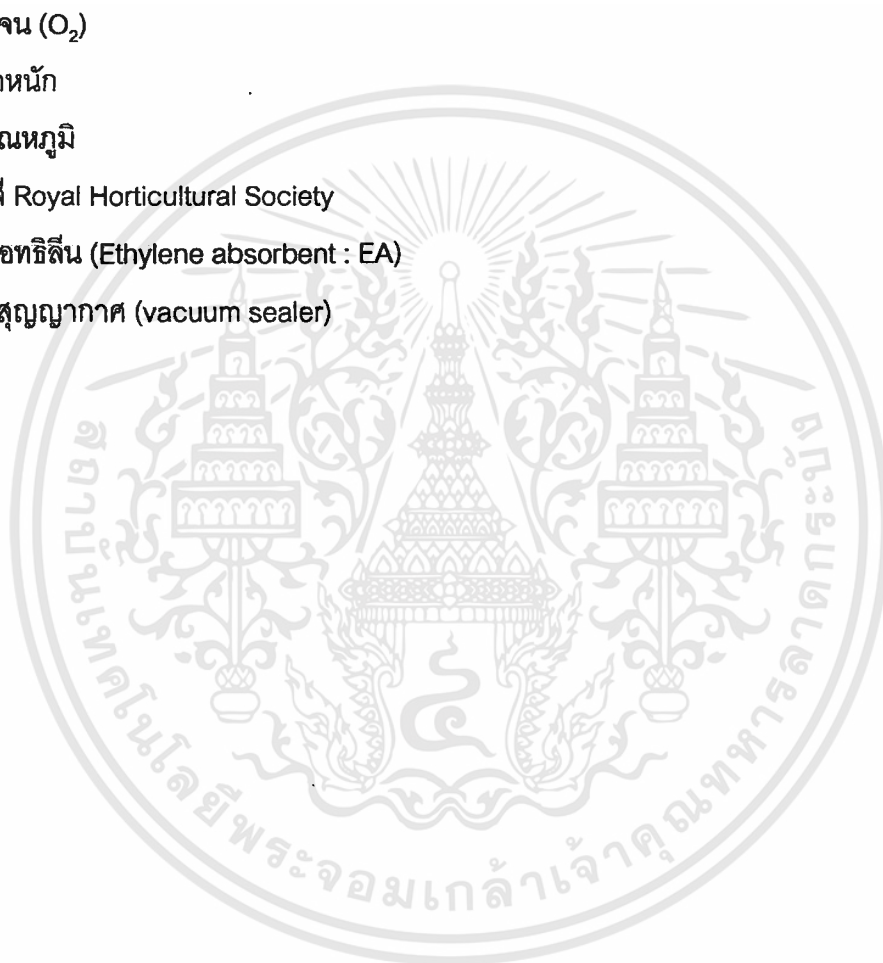 จน (O₂)
หนัก
ณหภูมิ
สี Royal Horticultural Society
อทธิลีน (Ethylene absorbent : EA)
สุญญากาศ (vacuum sealer)
สถาบันเทคโนโลยีพระจอมเกล้าเจ้าคุณทหารลาดกระบัง